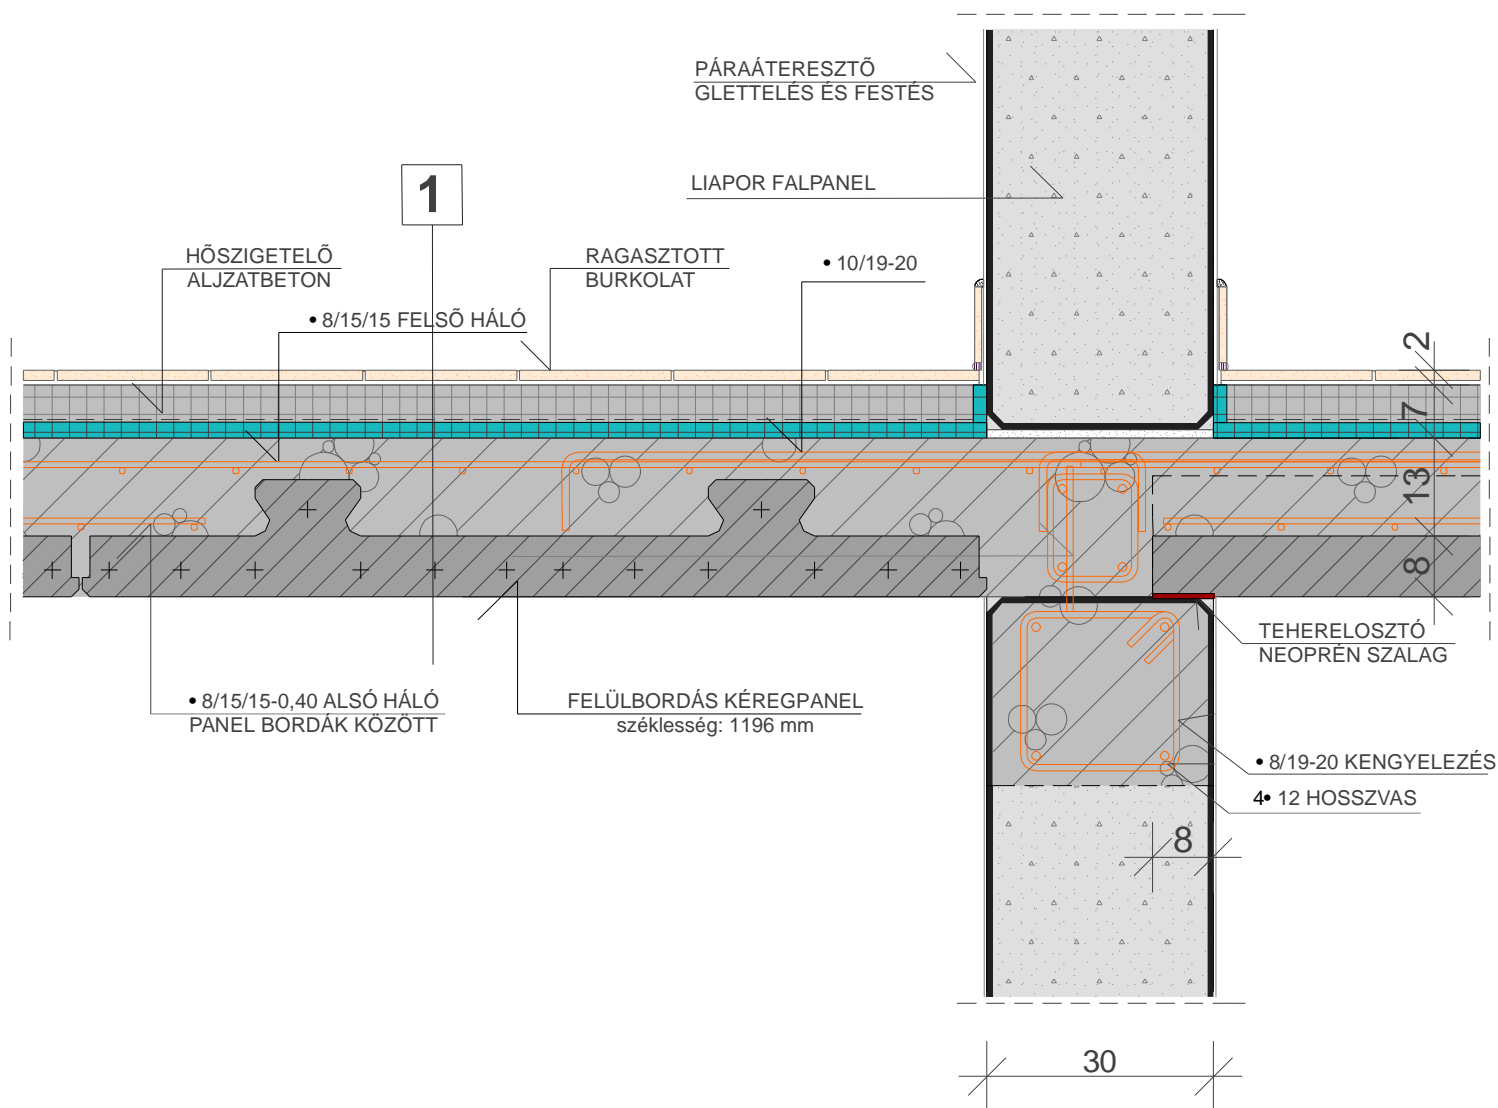 PÁRAÁTERESZTÕ
GLETTELÉS ÉS FESTÉS
LIAPOR FALPANEL
1
HÕSZIGETELÕ
ALJZATBETON
RAGASZTOTT
BURKOLAT
• 10/19-20
• 8/15/15 FELSÕ HÁLÓ
2
7
13
8
TEHERELOSZTÓ
NEOPRÉN SZALAG
• 8/15/15-0,40 ALSÓ HÁLÓ
PANEL BORDÁK KÖZÖTT
FELÜLBORDÁS KÉREGPANEL
széklesség: 1196 mm
• 8/19-20 KENGYELEZÉS
4• 12 HOSSZVAS
8
30